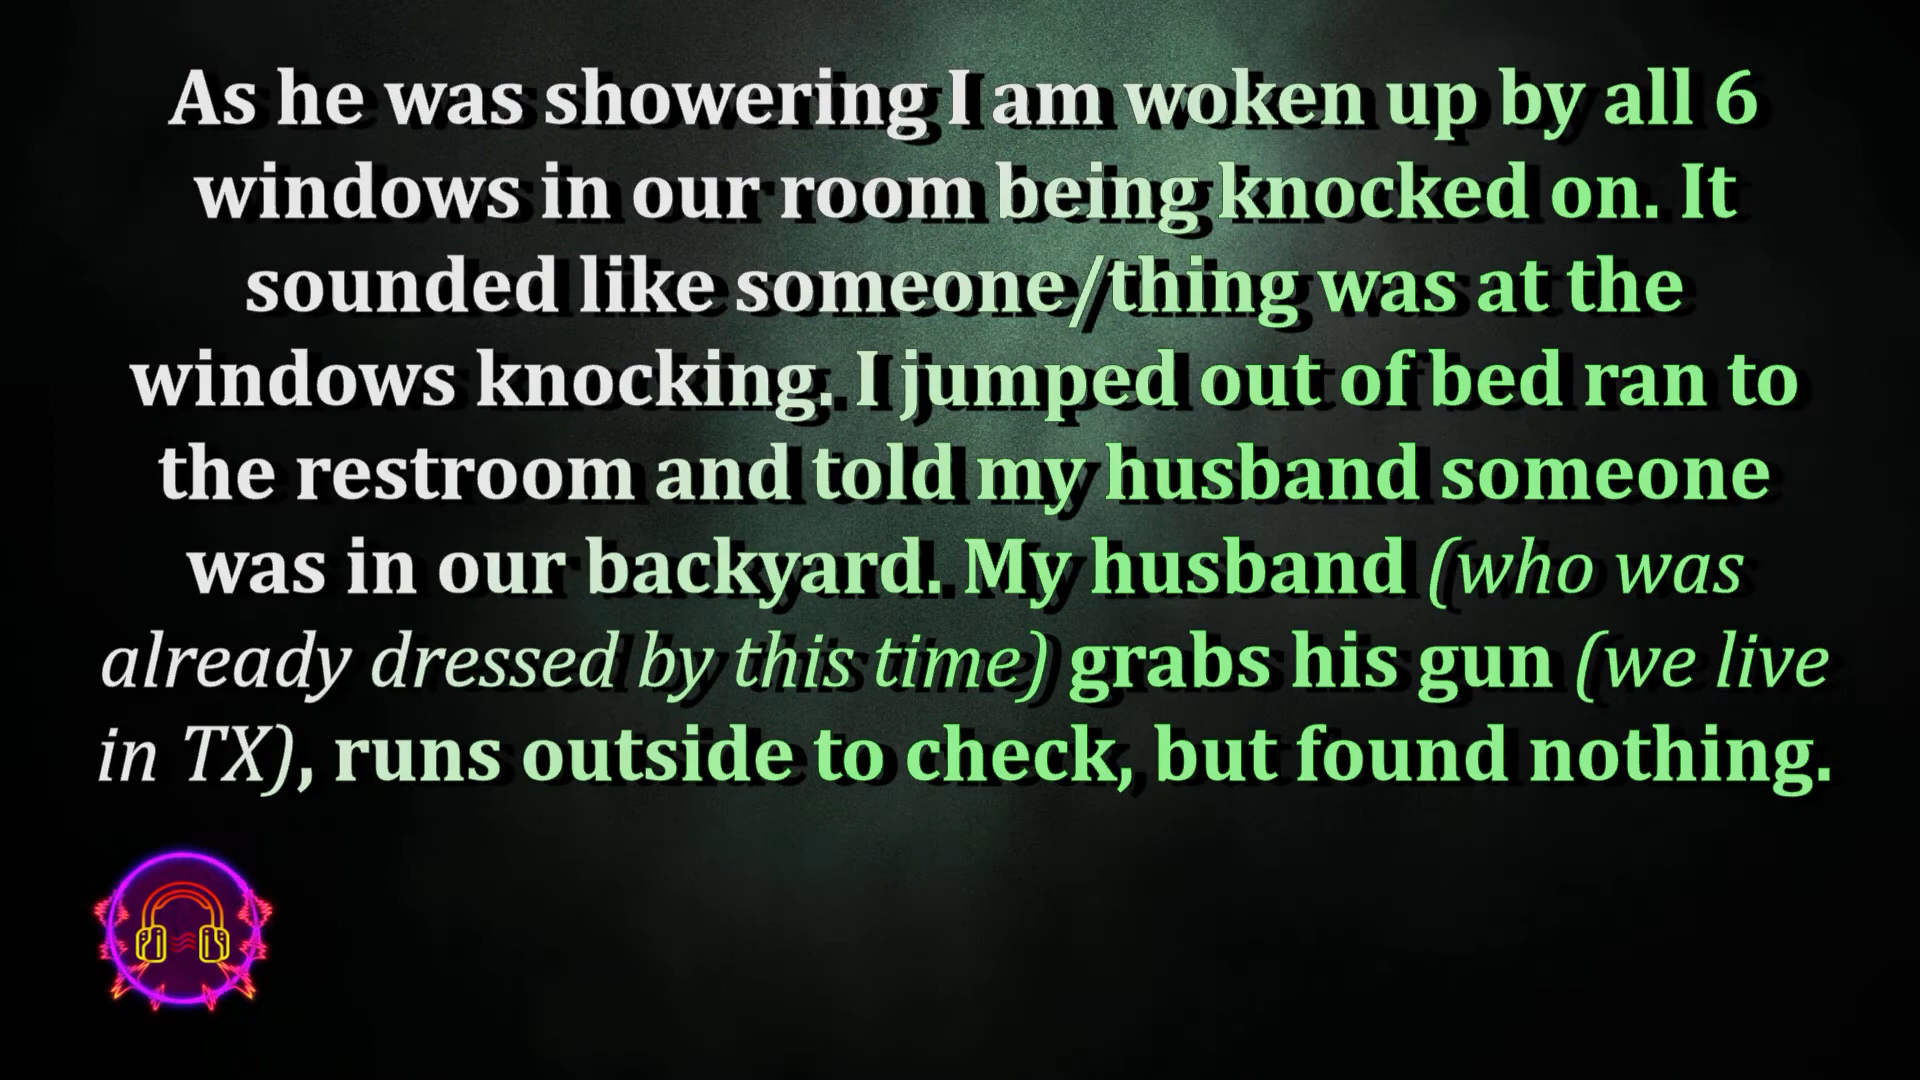 As he was showering I am woken up by all 6
windows in our room being knocked on. It
sounded like someone/thing was at the
windows knocking. I jumped out of bed ran to
the restroom and told my husband someone
was in our backyard. My husband (who was
already dressed by this time) grabs his gun (we live
in TX), runs outside to check, but found nothing.